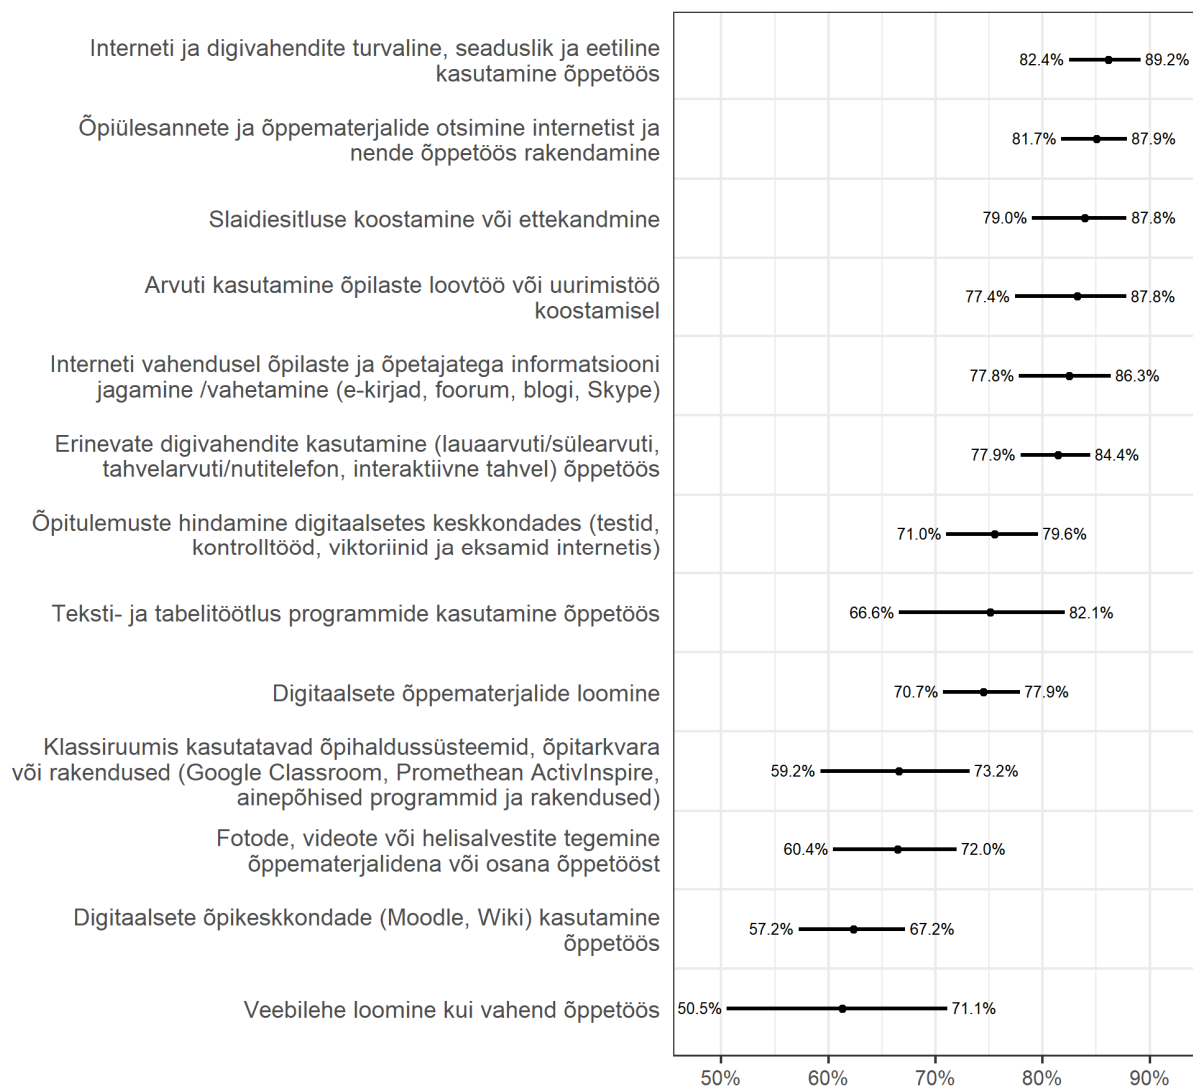 Interneti ja digivahendite turvaline, seaduslik ja eetiline
kasutamine õppetöös
82.4% 89.2%
Õpiülesannete ja õppematerjalide otsimine internetist ja
nende õppetöös rakendamine
81.7% 87.9%
Slaidiesitluse koostamine või ettekandmine
79.0% 87.8%
Arvuti kasutamine õpilaste loovtöö või uurimistöö
koostamisel
77.4% 87.8%
Interneti vahendusel õpilaste ja õpetajatega informatsiooni
jagamine /vahetamine (e-kirjad, foorum, blogi, Skype)
77.8% 86.3%
Erinevate digivahendite kasutamine (lauaarvuti/sülearvuti,
tahvelarvuti/nutitelefon, interaktiivne tahvel) õppetöös
77.9% 84.4%
Õpitulemuste hindamine digitaalsetes keskkondades (testid,
kontrolltööd, viktoriinid ja eksamid internetis)
71.0% 79.6%
Teksti- ja tabelitöötlus programmide kasutamine õppetöös
66.6% 82.1%
Digitaalsete õppematerjalide loomine
70.7% 77.9%
Klassiruumis kasutatavad õpihaldussüsteemid, õpitarkvara
või rakendused (Google Classroom, Promethean ActivInspire,
ainepõhised programmid ja rakendused)
59.2% 73.2%
Fotode, videote või helisalvestite tegemine
õppematerjalidena või osana õppetööst
60.4% 72.0%
Digitaalsete õpikeskkondade (Moodle, Wiki) kasutamine
õppetöös
57.2% 67.2%
Veebilehe loomine kui vahend õppetöös
50.5% 71.1%
50% 60% 70% 80% 90%